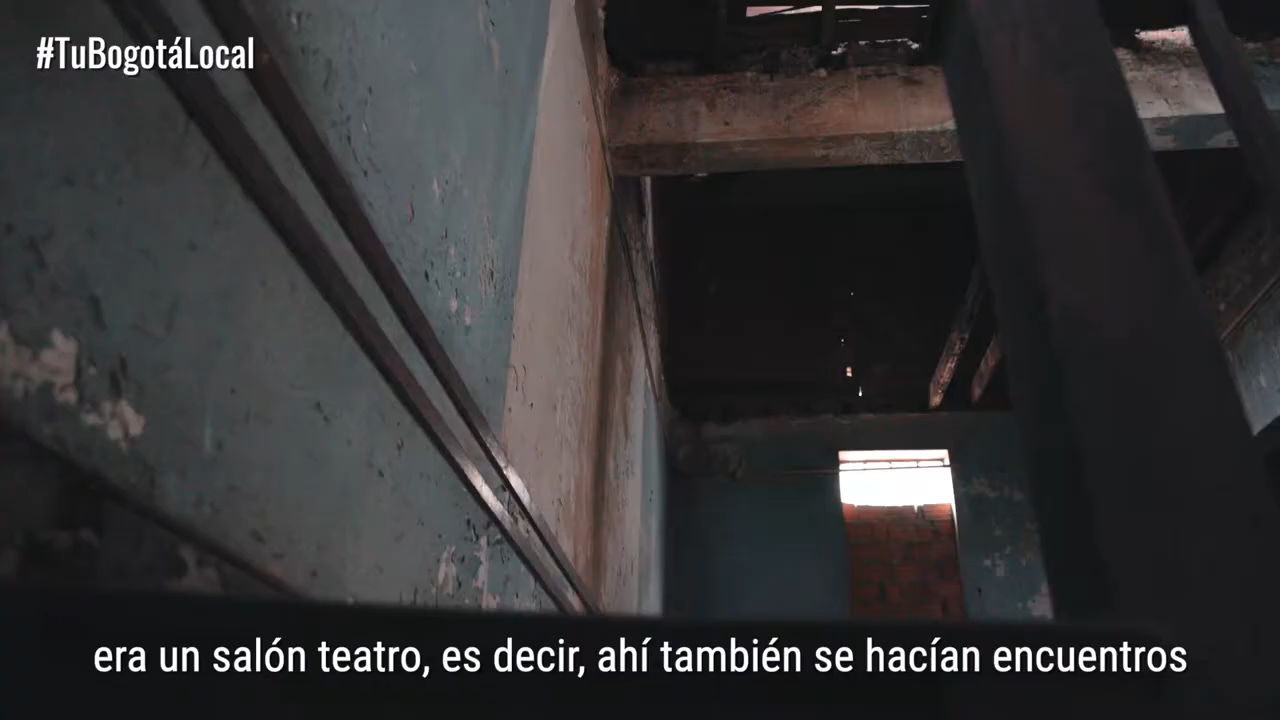 #TuBogotáLocal
era un salón teatro, es decir, ahí también se hacían encuentros